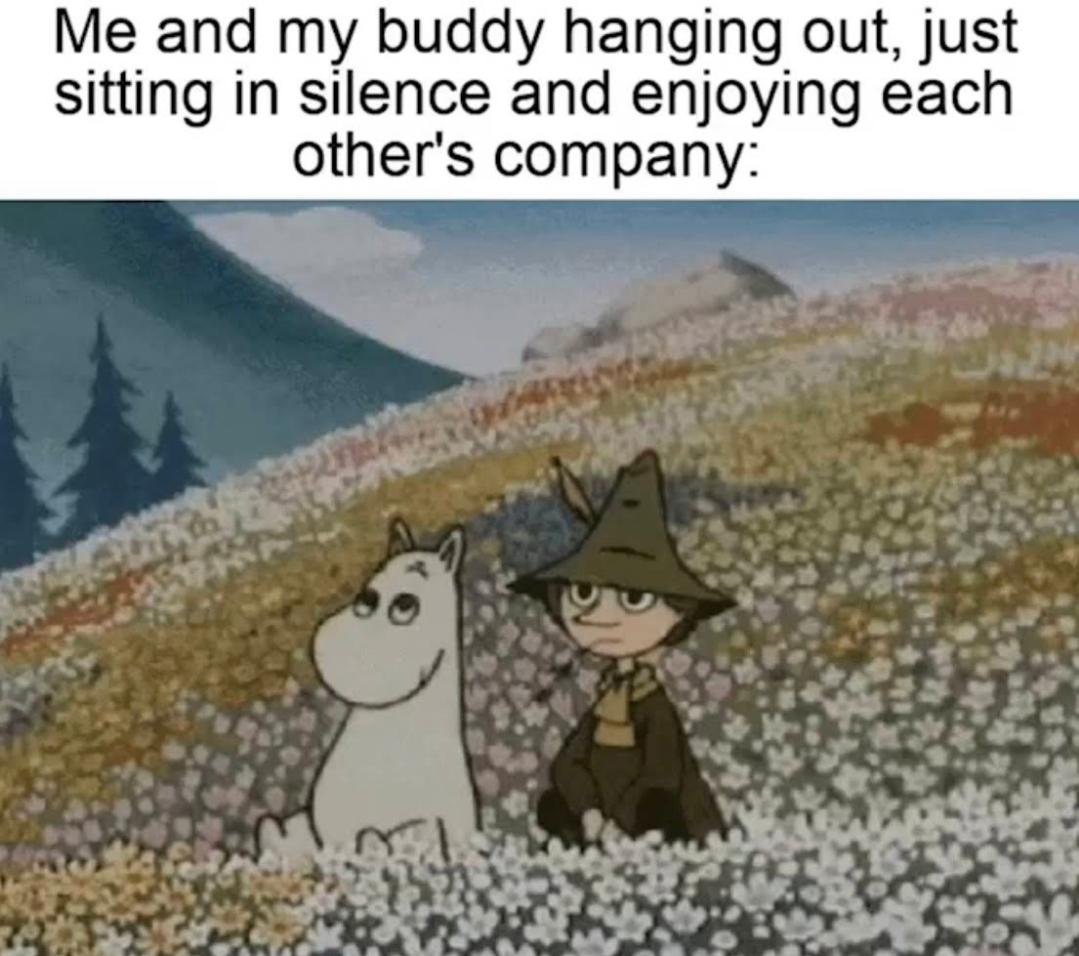 Me and my buddy hanging out, just
sitting in silence and enjoying each
other's company: